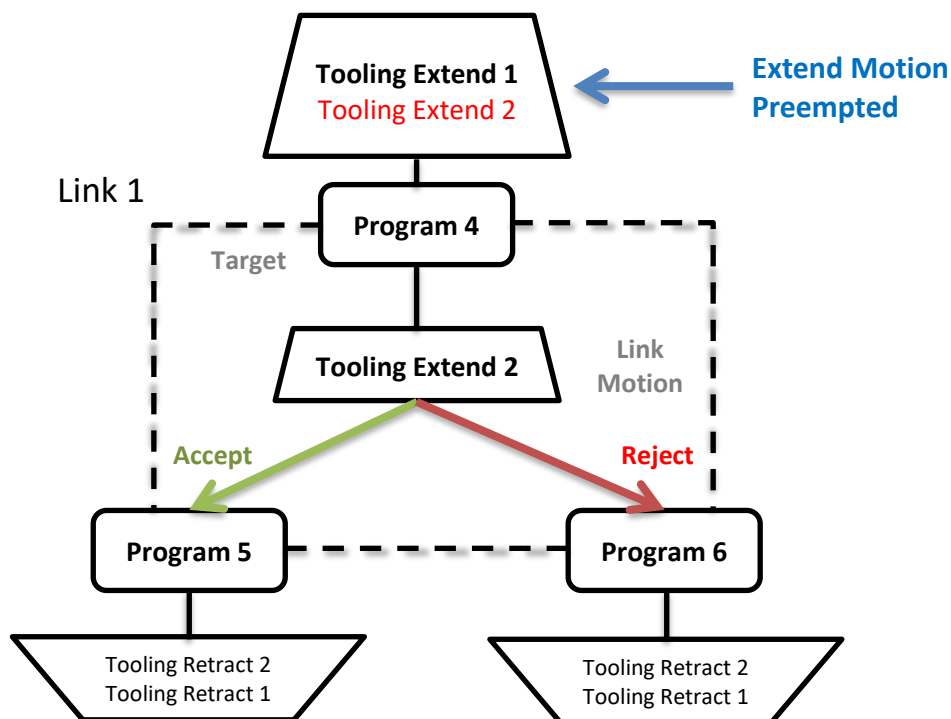 Tooling Extend 1
Tooling Extend 2
Extend Motion
Preempted
Link 1
Program 4
Target
Tooling Extend 2
Link
Motion
Accept
Reject
Program 5
Program 6
Tooling Retract 2
Tooling Retract 1
Tooling Retract 2
Tooling Retract 1